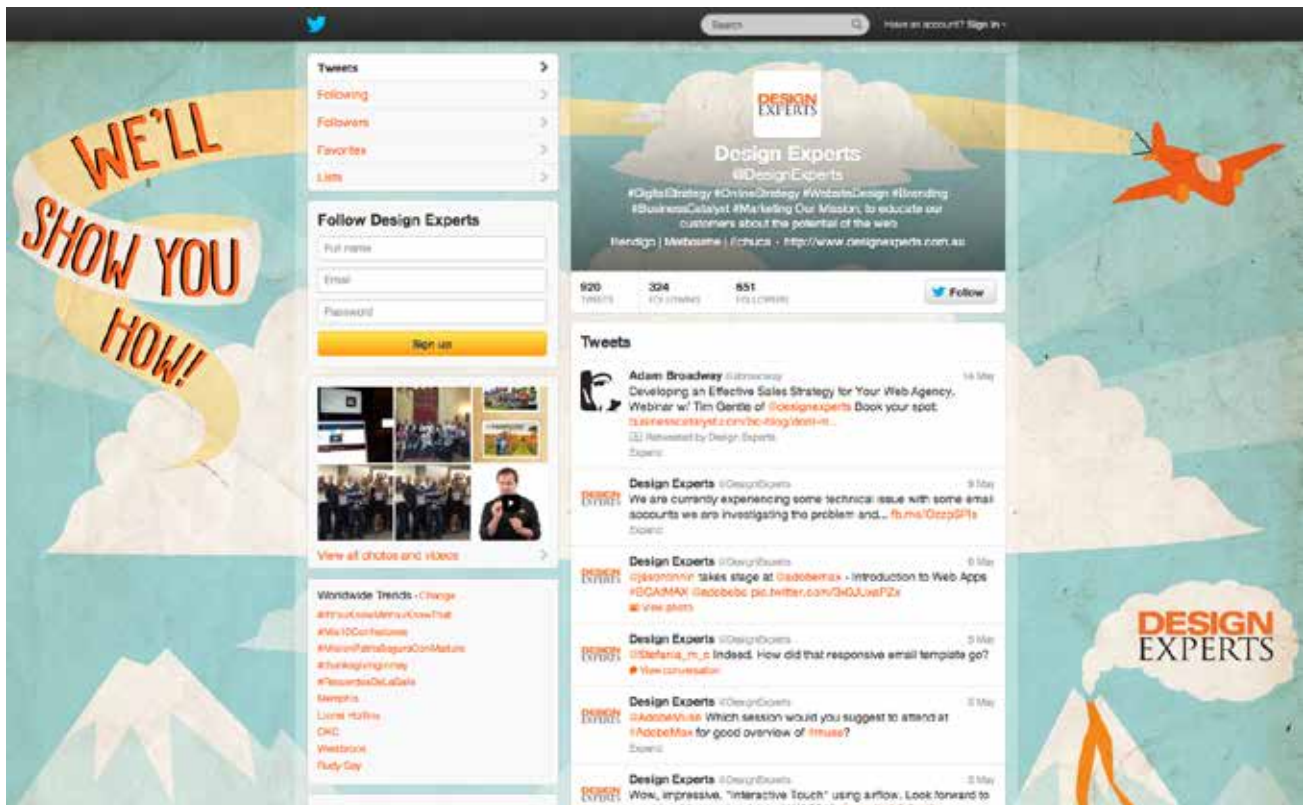 Search
Have an account? Sign in
WE'LL
SHOW YOU
HOW!
Tweets
Following
Followers
Favorites
Lists
Follow Design Experts
Full name
Email
Password
Sign up
View all photos and videos
Worldwide Trends · Change
#thanksgivinginmey
Memphis
Lionel Hollins
OKC
Westbrook
Rudy Gay
DESIGN
EXPERTS
Design Experts
@DesignExperts
#DigitalStrategy #OnlineStrategy #WebsiteDesign #Branding
#BusinessCatalyst #Marketing Our Mission, to educate our
customers about the potential of the web
Bendigo | Melbourne | Echuca · http://www.designexperts.com.au
920 324 651
TWEETS FOLLOWING FOLLOWERS
Follow
Tweets
Adam Broadway @abroadway 14 May
Developing an Effective Sales Strategy for Your Web Agency,
Webinar w/ Tim Gentle of @designexperts Book your spot:
Retweeted by Design Experts
Expand
Design Experts @DesignExperts 9 May
We are currently experiencing some technical issue with some email
accounts we are investigating the problem and...
Expand
Design Experts @DesignExperts 6 May
takes stage at @adobemax - Introduction to Web Apps
View photo
Design Experts @DesignExperts 5 May
@Stefania_m_c Indeed. How did that responsive email template go?
View conversation
Design Experts @DesignExperts
@AdobeMuse Which session would you suggest to attend at
#AdobeMax for good overview of #muse?
Expand
Design Experts @DesignExperts
Wow, impressive. "Interactive Touch" using airflow. Look forward to
DESIGN
EXPERTS